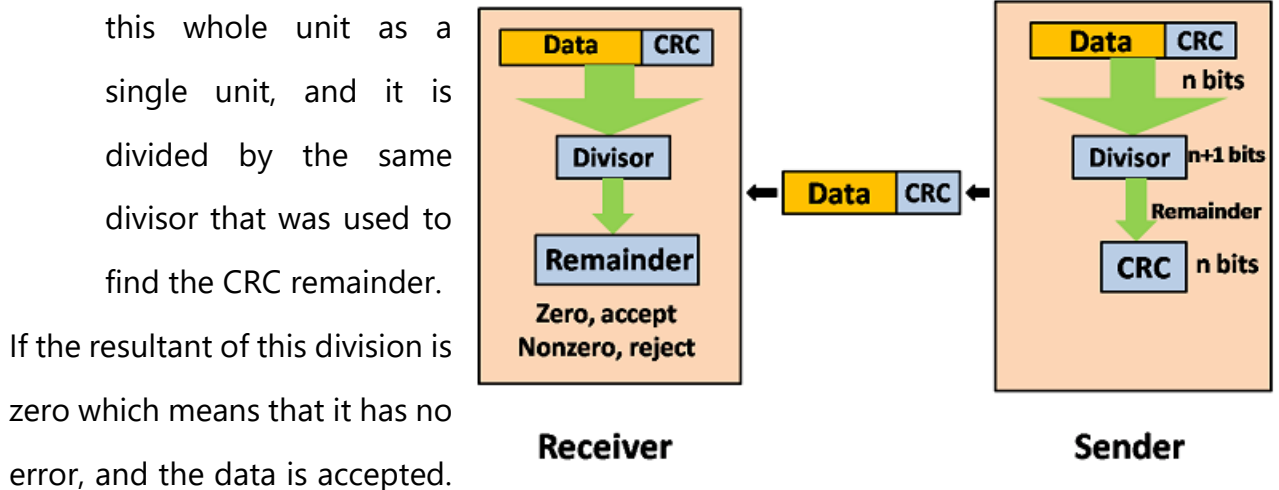 this whole unit as a
single unit, and it is
divided by the same
divisor that was used to
find the CRC remainder.
If the resultant of this division is
zero which means that it has no
error, and the data is accepted.
Data CRC
Divisor
Remainder
Zero, accept
Nonzero, reject
Receiver
Data CRC
Data CRC
n bits
Divisor n+1 bits
Remainder
CRC n bits
Sender